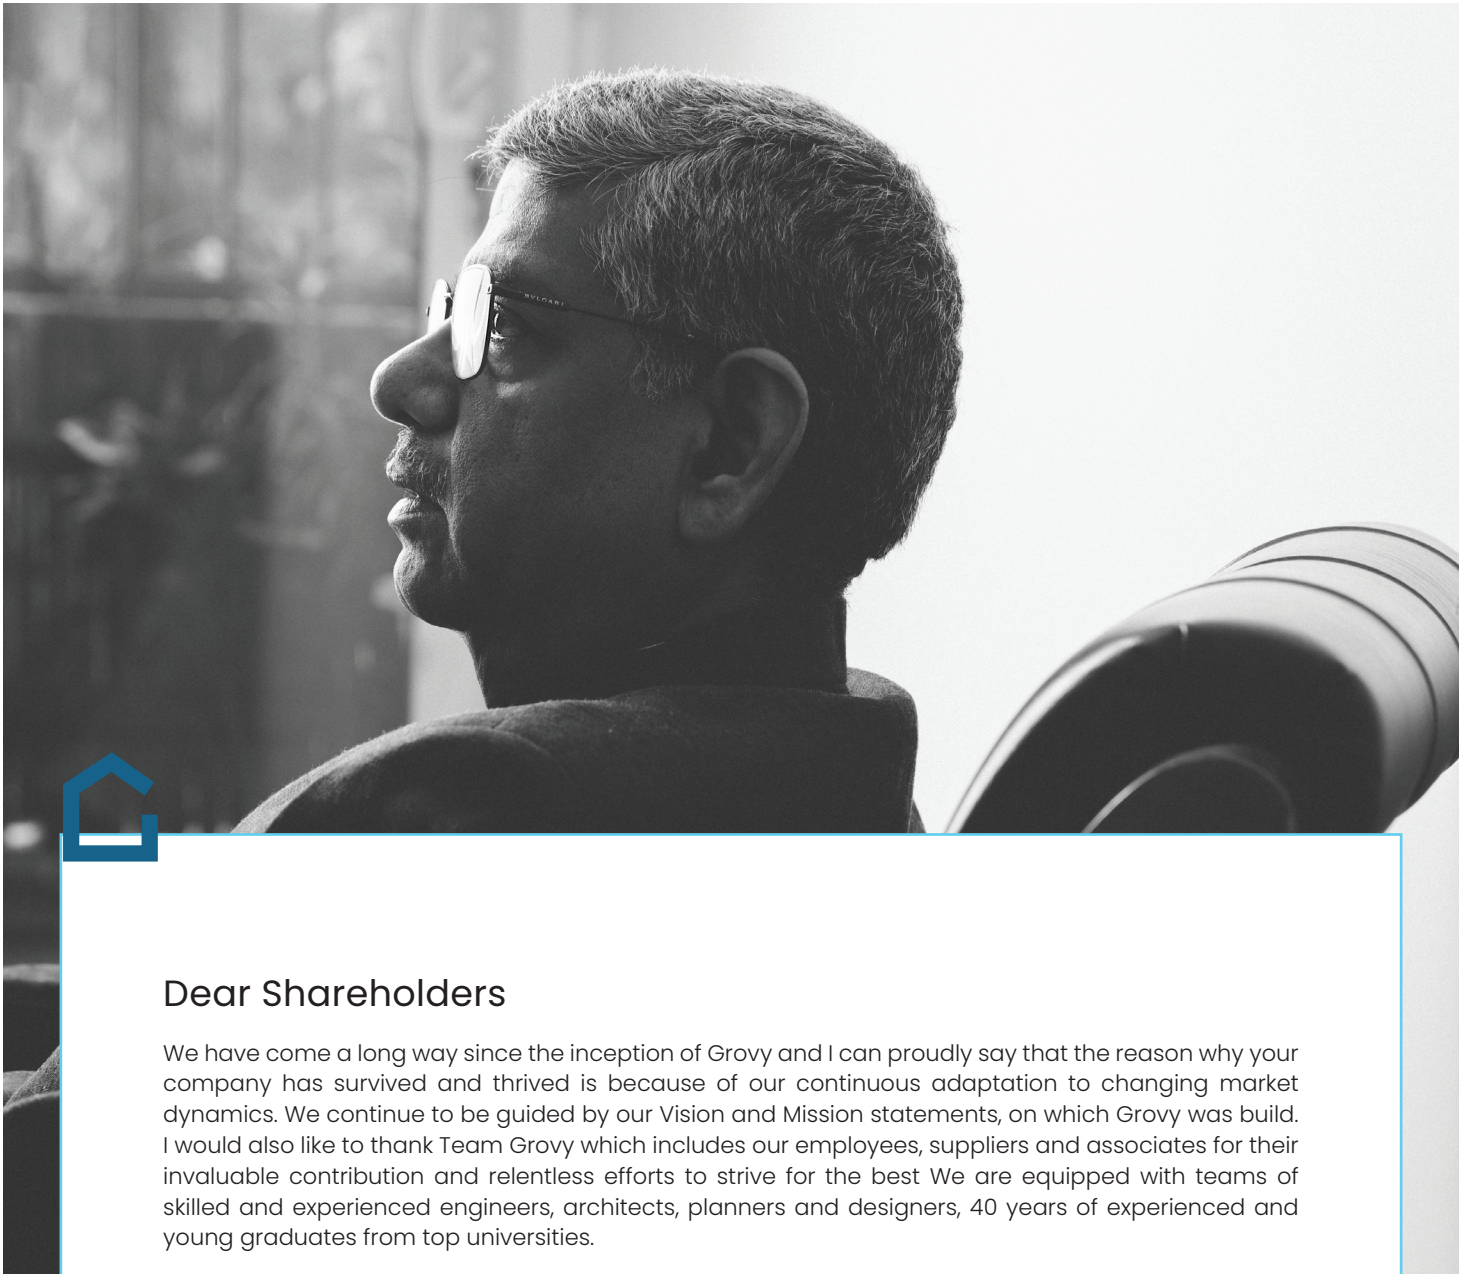 BVLGARI
Dear Shareholders
We have come a long way since the inception of Grovy and I can proudly say that the reason why your
company has survived and thrived is because of our continuous adaptation to changing market
dynamics. We continue to be guided by our Vision and Mission statements, on which Grovy was build.
I would also like to thank Team Grovy which includes our employees, suppliers and associates for their
invaluable contribution and relentless efforts to strive for the best We are equipped with teams of
skilled and experienced engineers, architects, planners and designers, 40 years of experienced and
young graduates from top universities.